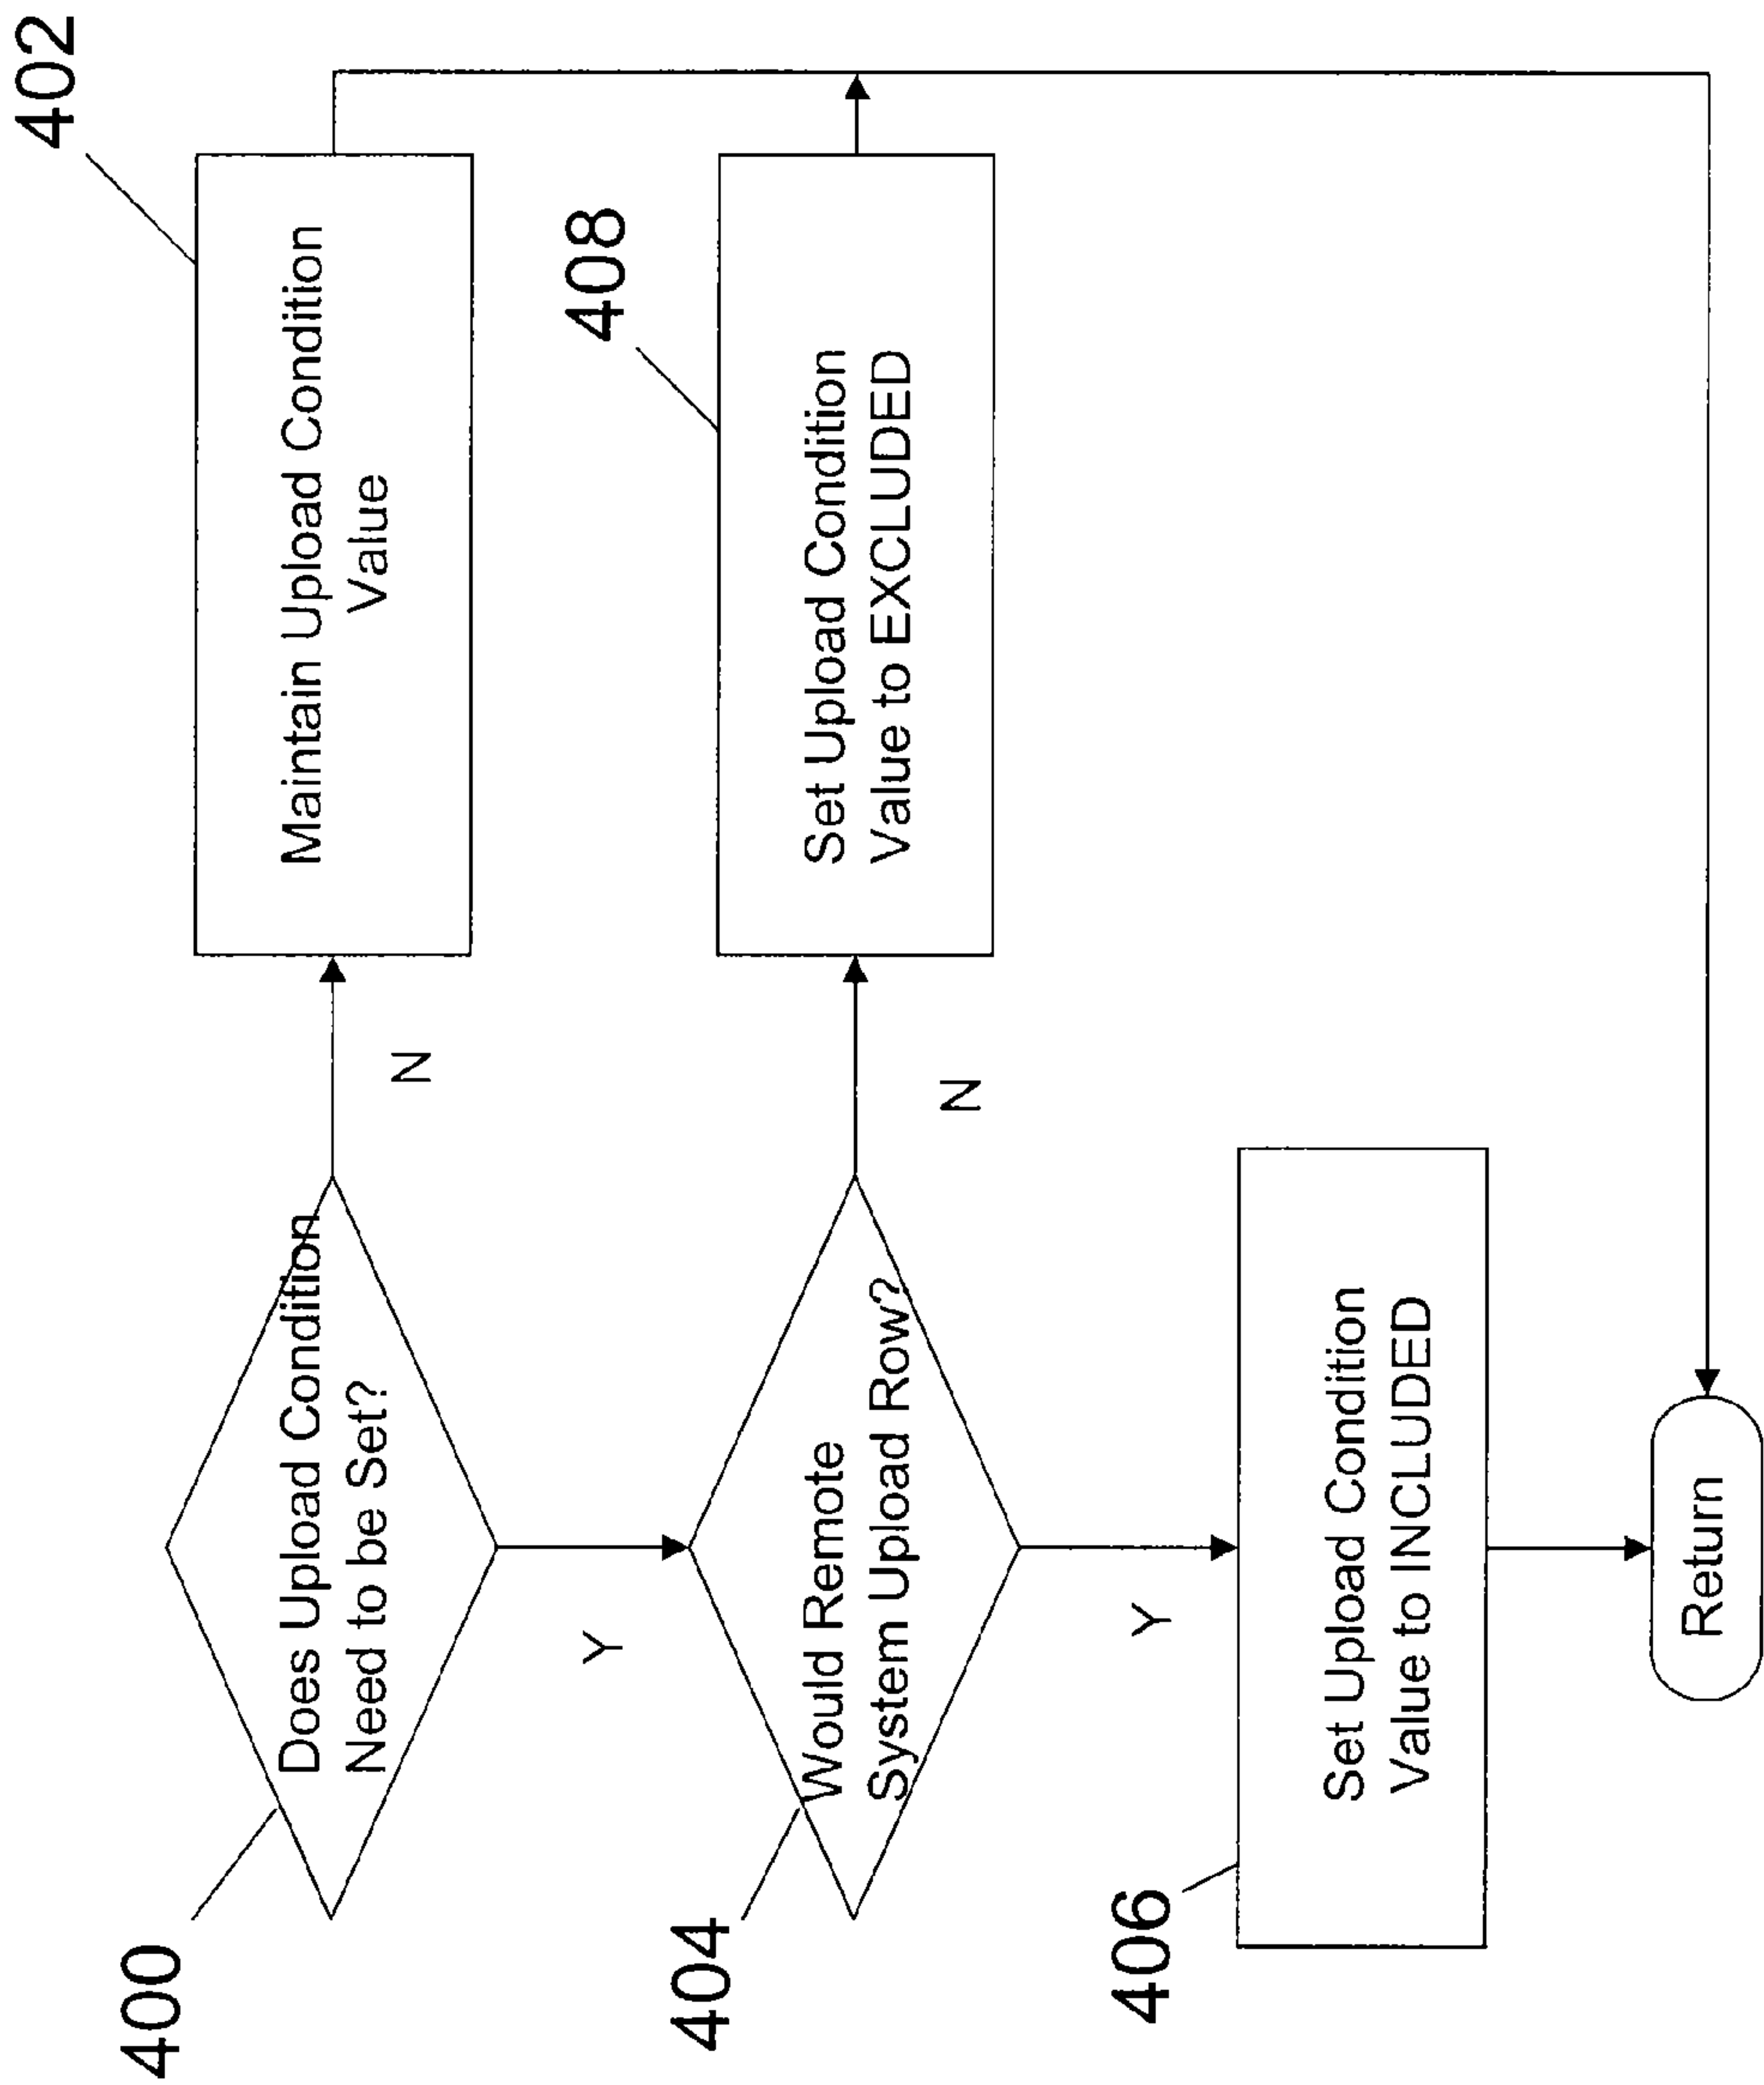 400
Does Upload Condition
Need to be Set?
N
402
Maintain Upload Condition
Value
Y
404
Would Remote
System Upload Row?
N
408
Set Upload Condition
Value to EXCLUDED
Y
406
Set Upload Condition
Value to INCLUDED
Return